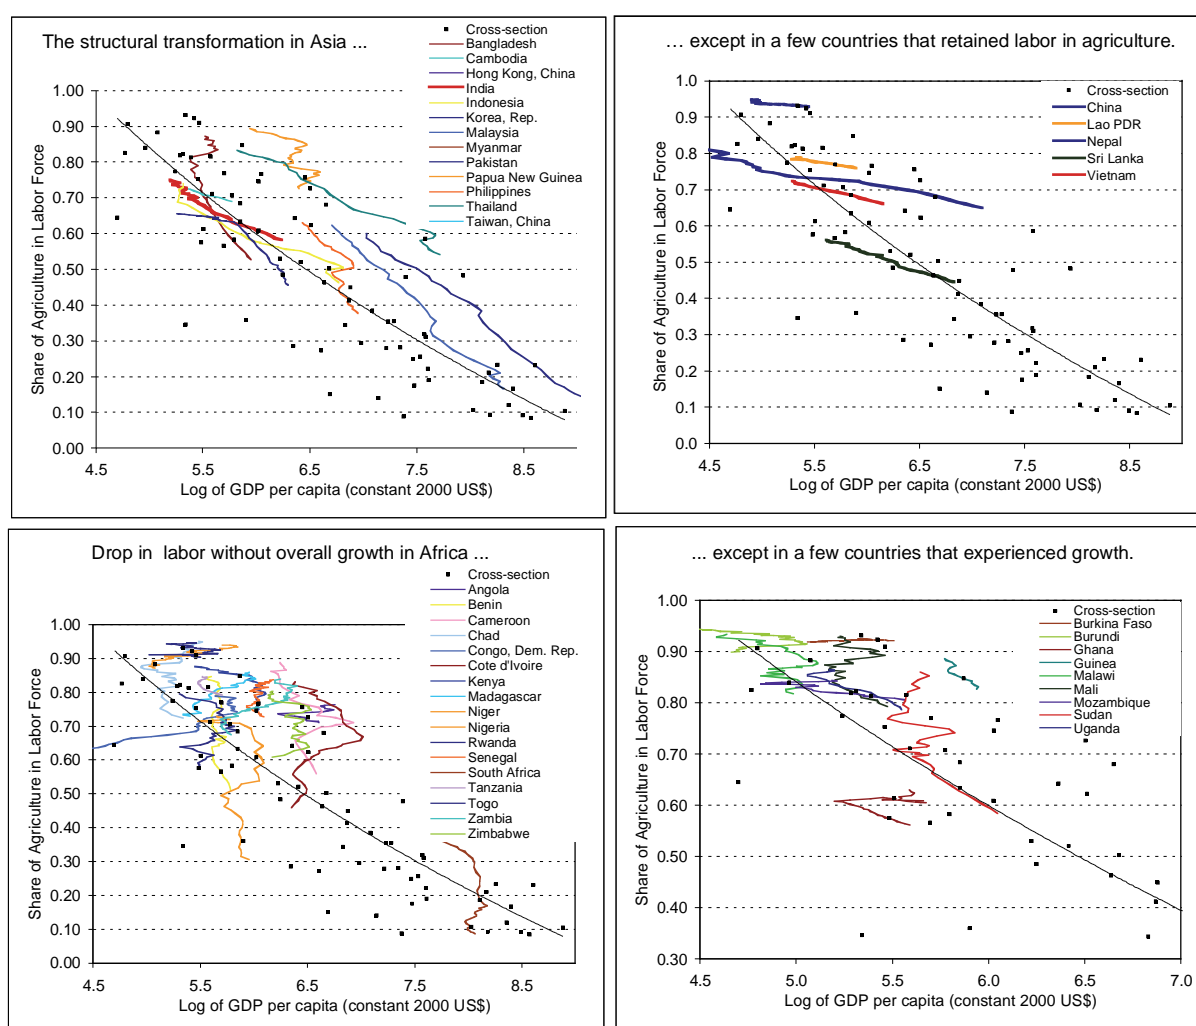 The structural transformation in Asia ...
Cross-section
Bangladesh
Cambodia
Hong Kong, China
India
Indonesia
Korea, Rep.
Malaysia
Myanmar
Pakistan
Papua New Guinea
Philippines
Thailand
Taiwan, China
Share of Agriculture in Labor Force
1.00
0.90
0.80
0.70
0.60
0.50
0.40
0.30
0.20
0.10
0.00
4.5 5.5 6.5 7.5 8.5
Log of GDP per capita (constant 2000 US$)
... except in a few countries that retained labor in agriculture.
Cross-section
China
Lao PDR
Nepal
Sri Lanka
Vietnam
Share of Agriculture in Labor Force
1.0
0.9
0.8
0.7
0.6
0.5
0.4
0.3
0.2
0.1
0.0
4.5 5.5 6.5 7.5 8.5
Log of GDP per capita (constant 2000 US$)
Drop in labor without overall growth in Africa ...
Cross-section
Angola
Benin
Cameroon
Chad
Congo, Dem. Rep.
Cote d'Ivoire
Kenya
Madagascar
Niger
Nigeria
Rwanda
Senegal
South Africa
Tanzania
Togo
Zambia
Zimbabwe
Share of Agriculture in Labor Force
1.00
0.90
0.80
0.70
0.60
0.50
0.40
0.30
0.20
0.10
0.00
4.5 5.5 6.5 7.5 8.5
Log of GDP per capita (constant 2000 US$)
... except in a few countries that experienced growth.
Cross-section
Burkina Faso
Burundi
Ghana
Guinea
Malawi
Mali
Mozambique
Sudan
Uganda
Share of Agriculture in Labor Force
1.00
0.90
0.80
0.70
0.60
0.50
0.40
0.30
4.5 5.0 5.5 6.0 6.5 7.0
Log of GDP per capita (constant 2000 US$)